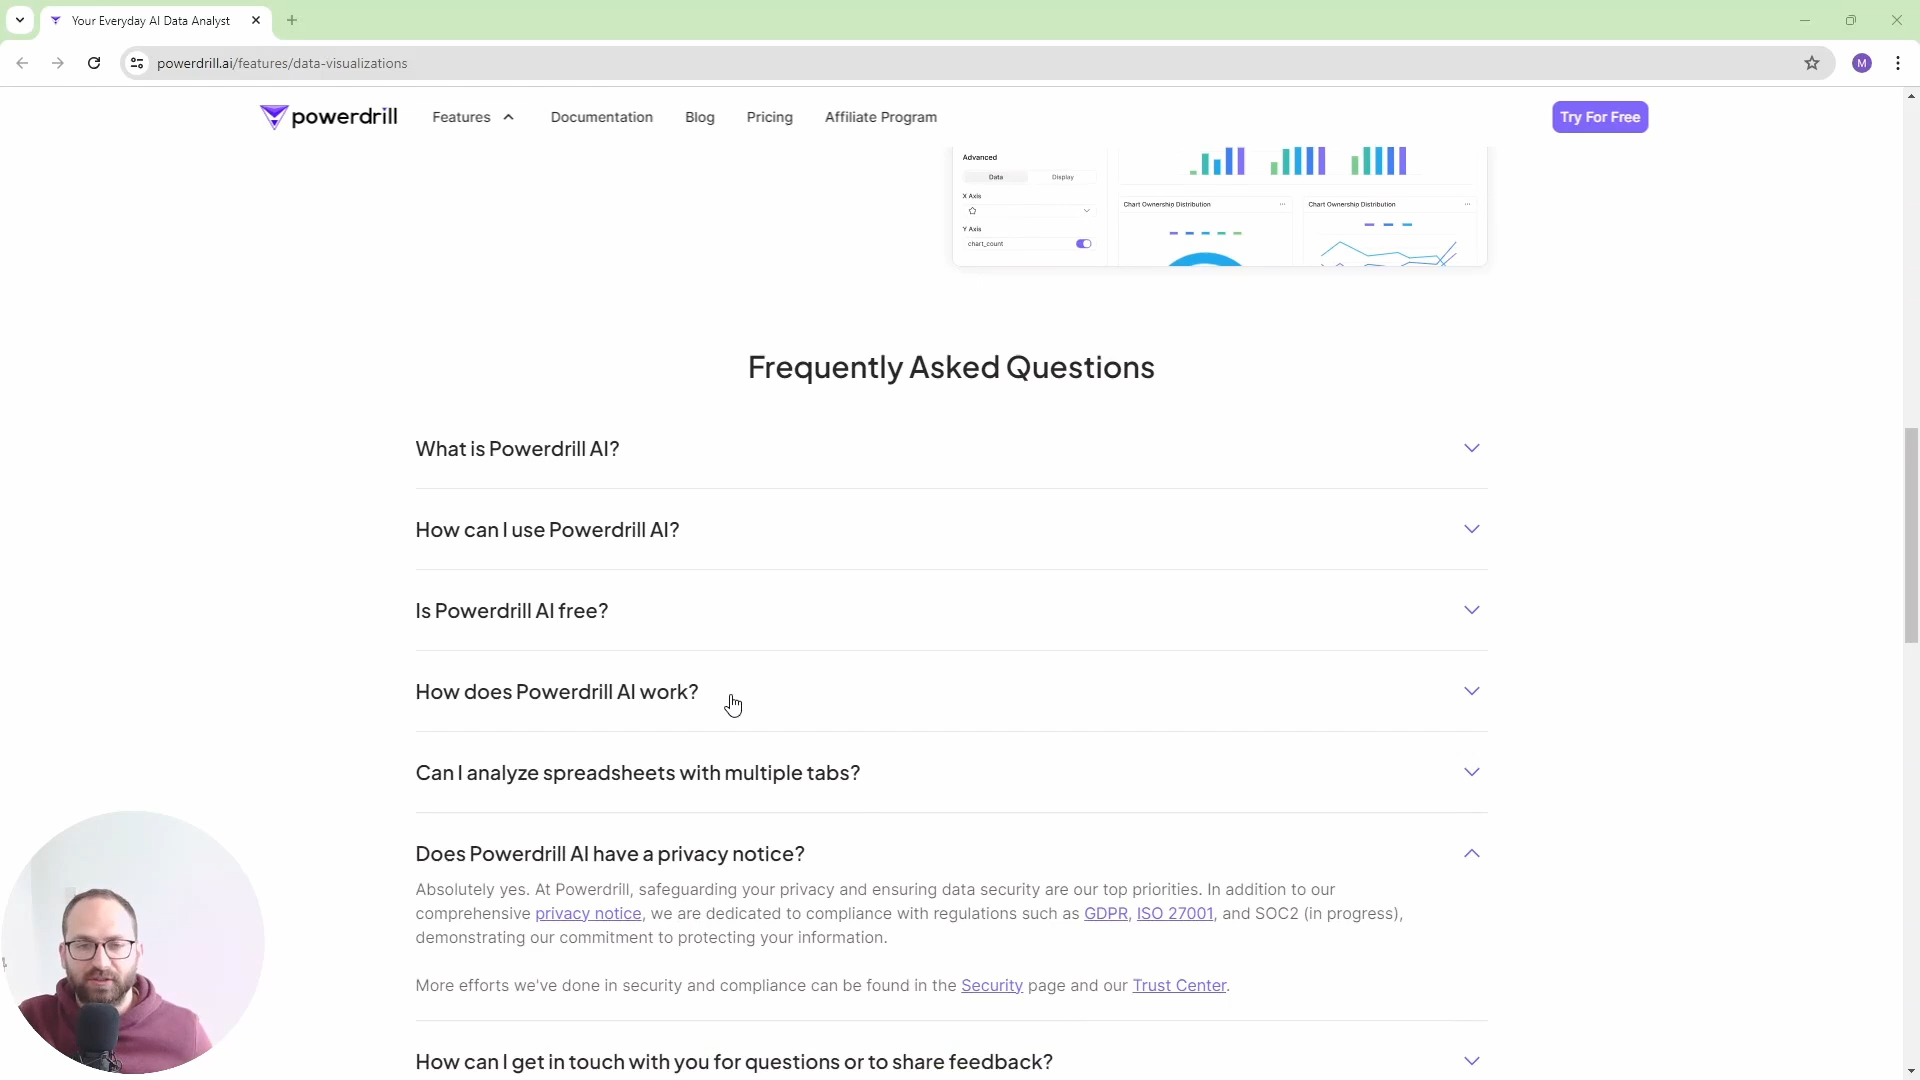 Your Everyday AI Data Analyst
powerdrill.ai/features/data-visualizations
M
powerdrill
Features
Documentation
Blog
Pricing
Affiliate Program
Try For Free
Advanced
Data
Display
X Axis
Y Axis
chart_count
Chart Ownership Distribution
Chart Ownership Distribution
Frequently Asked Questions
What is Powerdrill AI?
How can I use Powerdrill AI?
Is Powerdrill AI free?
How does Powerdrill AI work?
Can I analyze spreadsheets with multiple tabs?
Does Powerdrill AI have a privacy notice?
Absolutely yes. At Powerdrill, safeguarding your privacy and ensuring data security are our top priorities. In addition to our
comprehensive privacy notice, we are dedicated to compliance with regulations such as GDPR, ISO 27001, and SOC2 (in progress),
demonstrating our commitment to protecting your information.
More efforts we've done in security and compliance can be found in the Security page and our Trust Center.
How can I get in touch with you for questions or to share feedback?